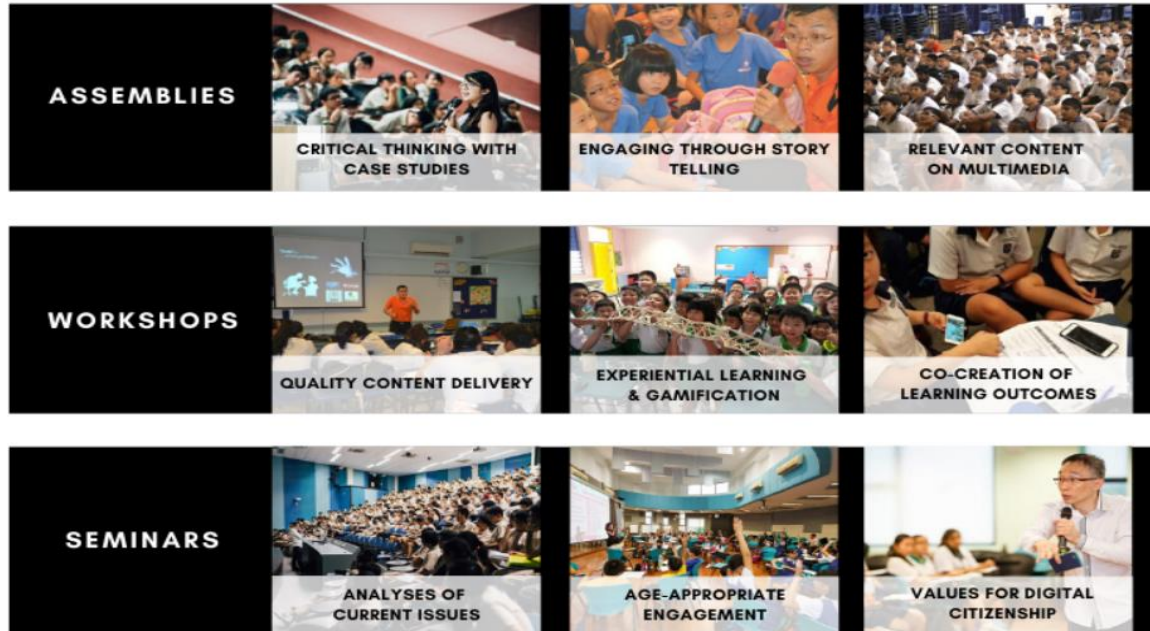 ASSEMBLIES
CRITICAL THINKING WITH
CASE STUDIES
ENGAGING THROUGH STORY
TELLING
RELEVANT CONTENT
ON MULTIMEDIA
WORKSHOPS
QUALITY CONTENT DELIVERY
EXPERIENTIAL LEARNING
& GAMIFICATION
CO-CREATION OF
LEARNING OUTCOMES
SEMINARS
ANALYSES OF
CURRENT ISSUES
AGE-APPROPRIATE
ENGAGEMENT
VALUES FOR DIGITAL
CITIZENSHIP